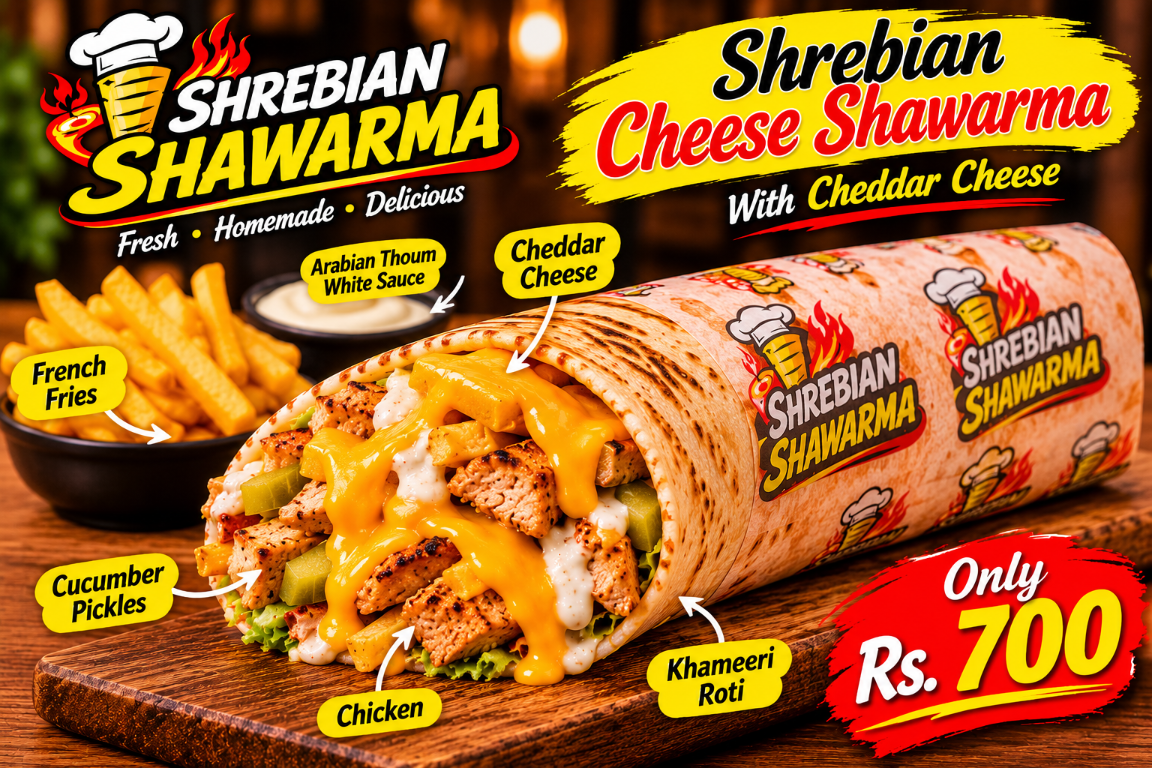 SHREBIAN
SHAWARMA
Fresh • Homemade • Delicious
Shrebian
Cheese Shawarma
With Cheddar Cheese
Arabian Thoum
White Sauce
Cheddar
Cheese
French
Fries
SHREBIAN
SHAWARMA
SHREBIAN
SHAWARMA
Cucumber
Pickles
Chicken
Khameeri
Roti
Only
Rs. 700